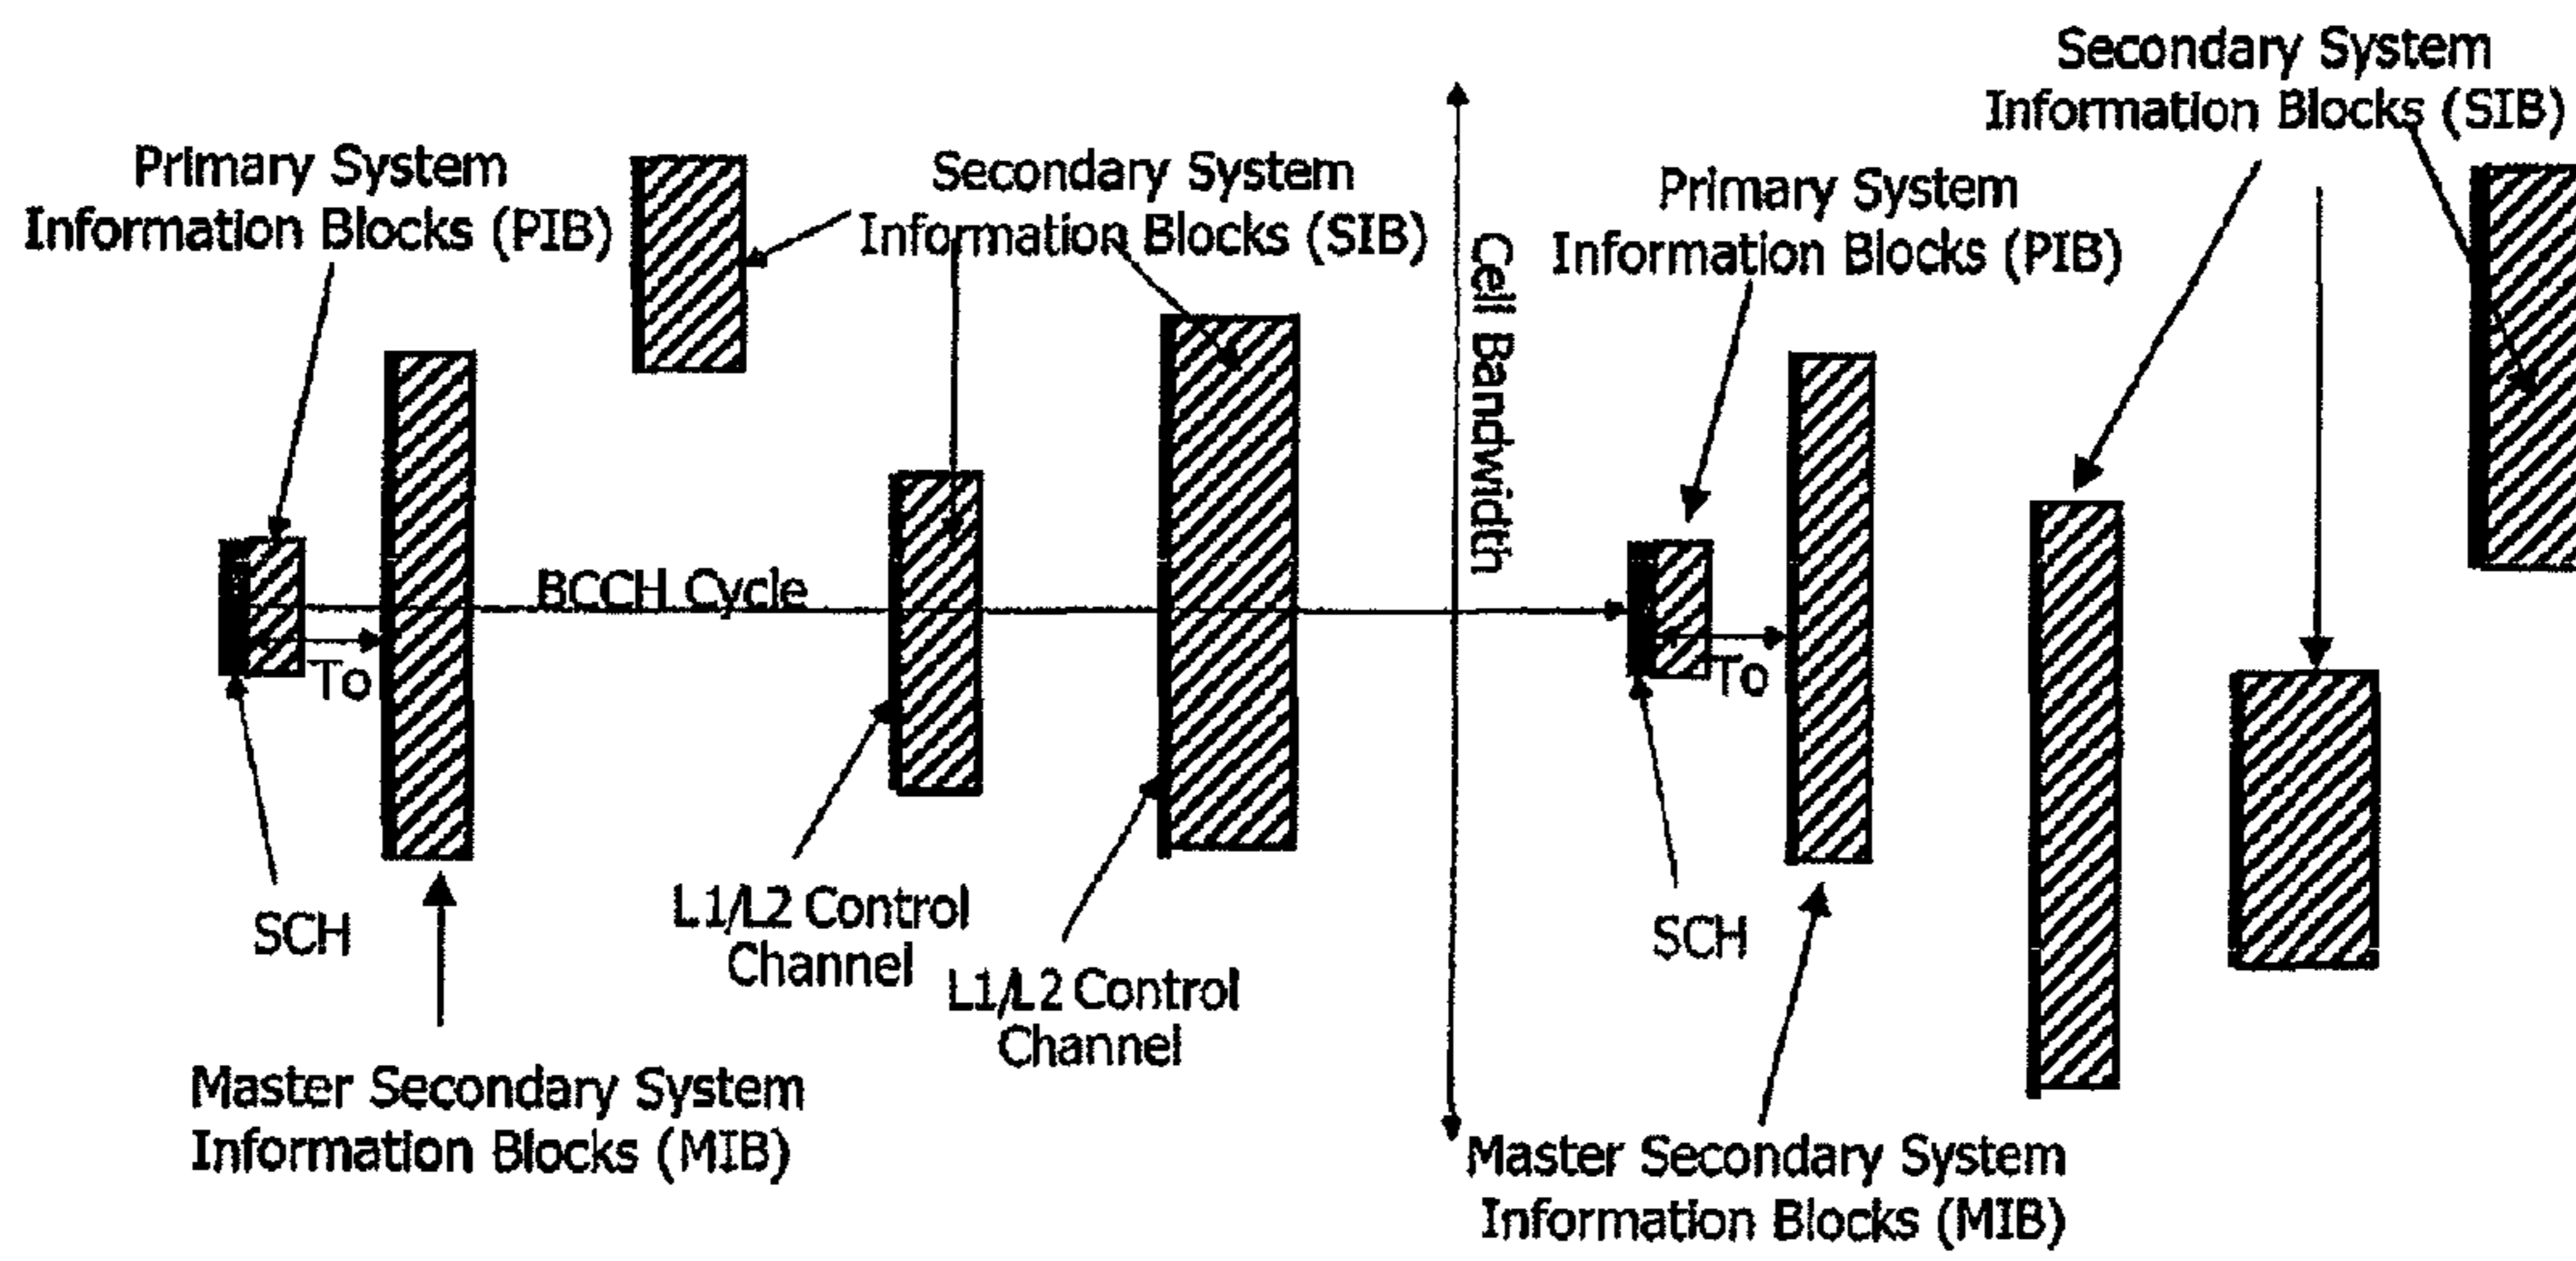 Primary System
Information Blocks (PIB)
Secondary System
Information Blocks (SIB)
Cell Bandwidth
Primary System
Information Blocks (PIB)
Secondary System
Information Blocks (SIB)
BCCH Cycle
To
To
SCH
L1/L2 Control
Channel
L1/L2 Control
Channel
SCH
Master Secondary System
Information Blocks (MIB)
Master Secondary System
Information Blocks (MIB)